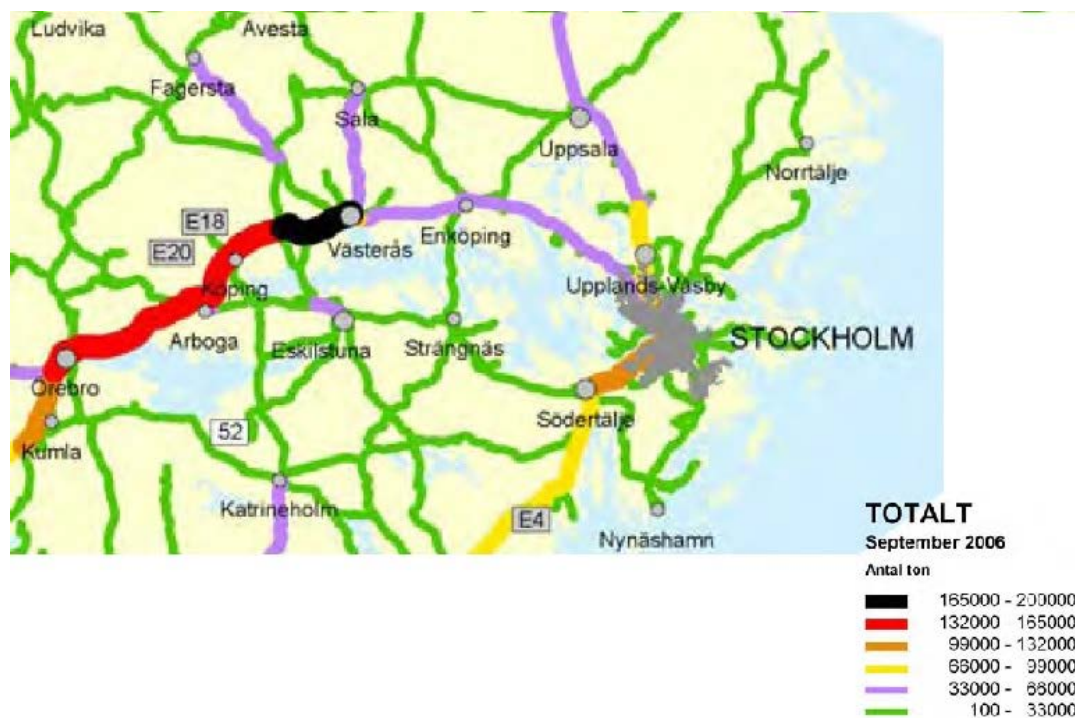 Ludvika
Avesta
Fagersta
Sala
Uppsala
Norrtälje
E18
E20
Västerås
Enköping
Köping
Upplands-Väsby
Arboga
Eskilstuna
Strängnäs
STOCKHOLM
Örebro
Södertälje
Kumla
52
Katrineholm
E4
Nynäshamn
TOTALT
September 2006
Antal ton
165000 - 200000
132000 - 165000
99000 - 132000
66000 - 99000
33000 - 66000
100 - 33000